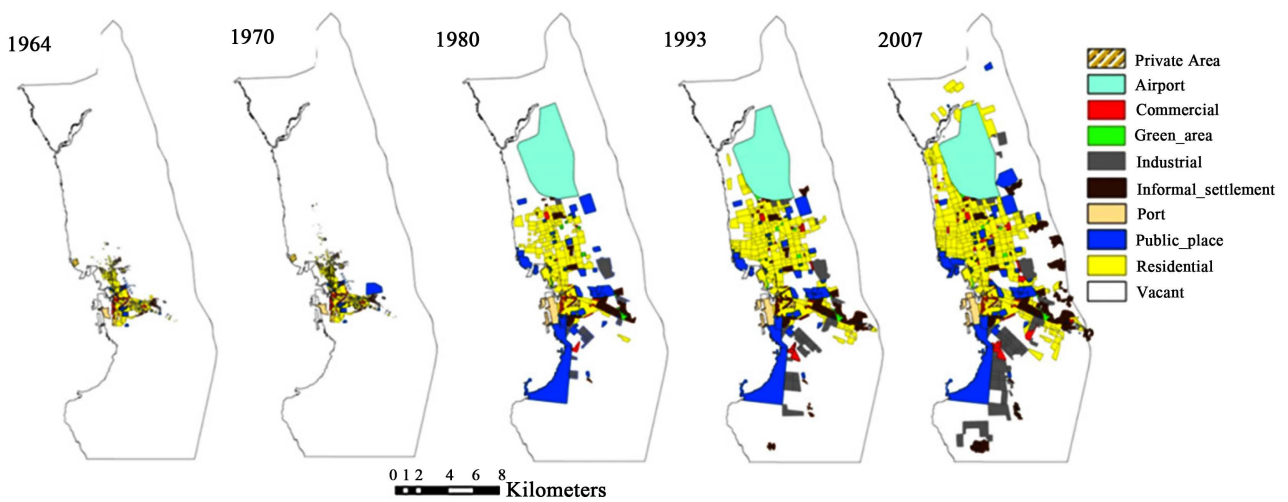 1964
1970
1980
1993
2007
Private Area
Airport
Commercial
Green_area
Industrial
Informal_settlement
Port
Public_place
Residential
Vacant
0 1 2 4 6 8
Kilometers